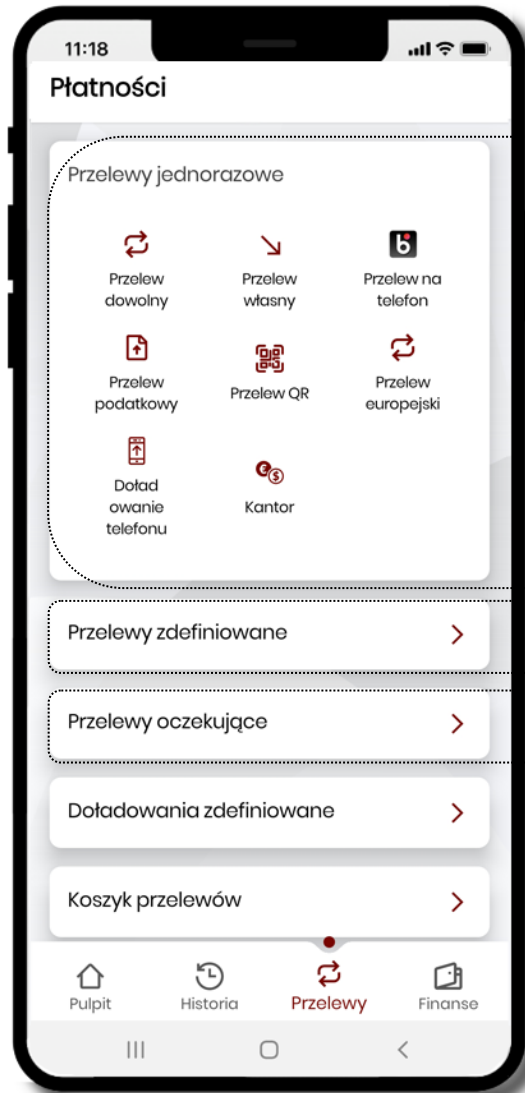 11:18
Płatności
Przelewy jednorazowe
Przelew
dowolny
Przelew
własny
Przelew na
telefon
Przelew
podatkowy
Przelew QR
Przelew
europejski
Doład
owanie
telefonu
Kantor
Przelewy zdefiniowane
Przelewy oczekujące
Doładowania zdefiniowane
Koszyk przelewów
Pulpit
Historia
Przelewy
Finanse